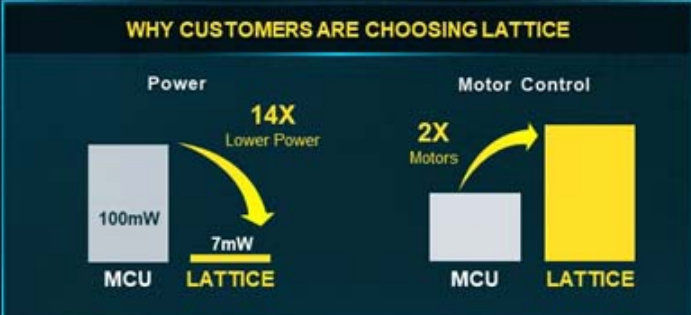 WHY CUSTOMERS ARE CHOOSING LATTICE
Power
14X
Lower Power
100mW
7mW
MCU
LATTICE
Motor Control
2X
Motors
MCU
LATTICE